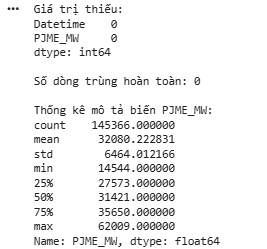 ••• Giá trị thiếu:
Datetime    0
PJME_MW     0
dtype: int64
Số dòng trùng hoàn toàn: 0
Thống kê mô tả biến PJME_MW:
count    145366.000000
mean      32080.222831
std        6464.012166
min       14544.000000
25%       27573.000000
50%       31421.000000
75%       35650.000000
max       62009.000000
Name: PJME_MW, dtype: float64